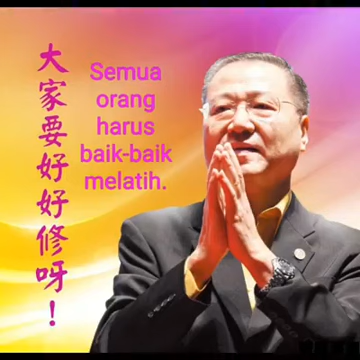 大家要好好修呀！
Semua
orang
harus
baik-baik
melatih.